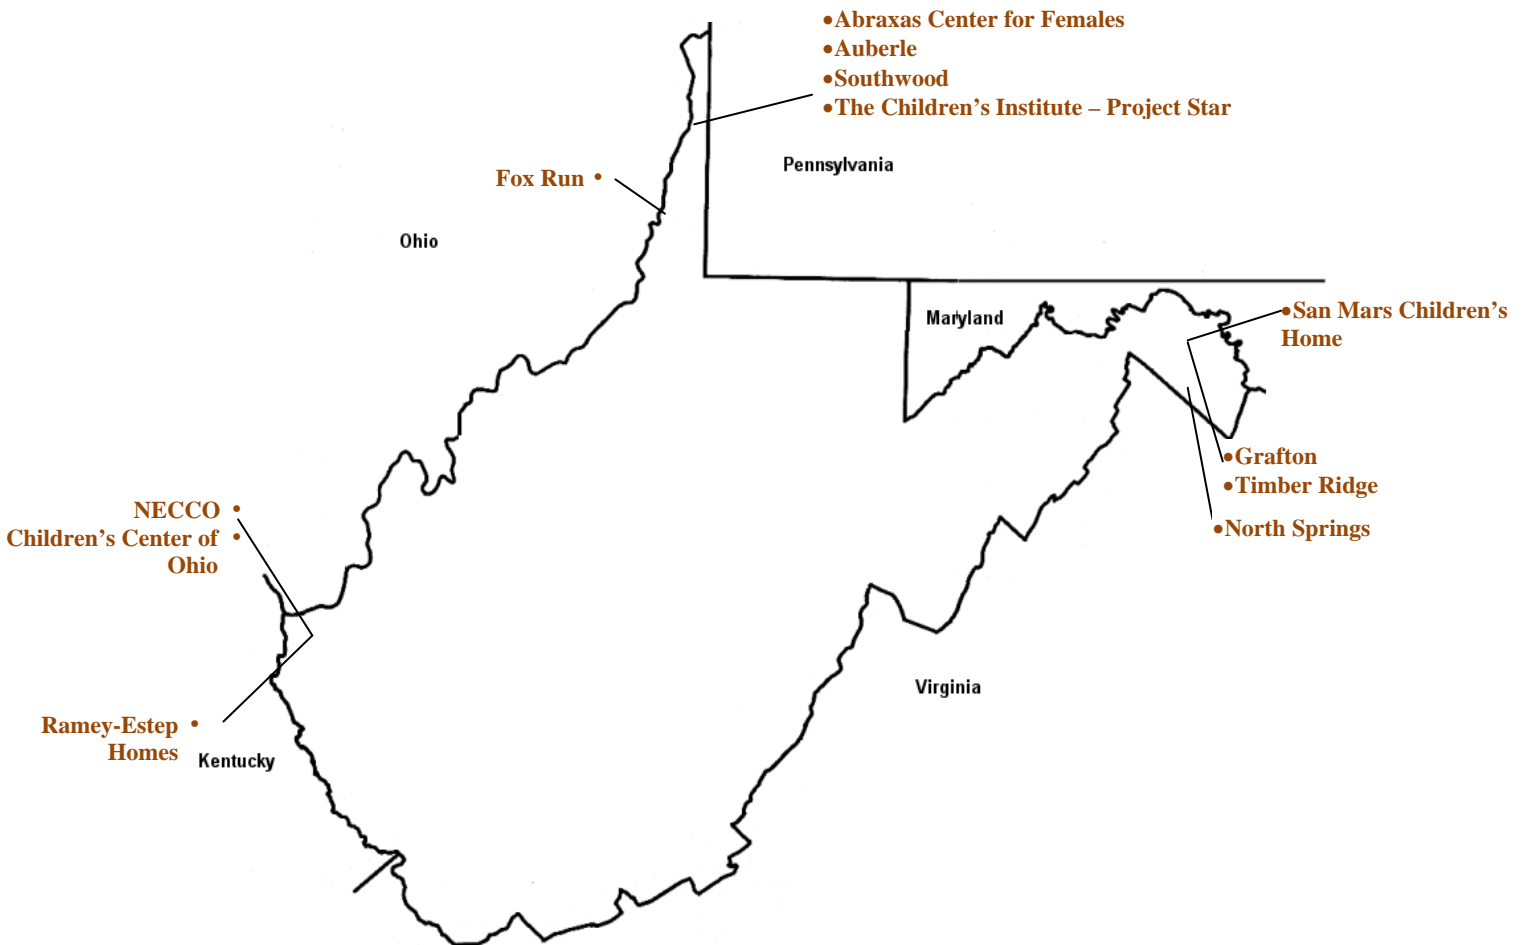 •Abraxas Center for Females
•Auberle
•Southwood
•The Children's Institute – Project Star
Pennsylvania
Fox Run •
Ohio
Maryland
•San Mars Children's
Home
•Grafton
•Timber Ridge
•North Springs
NECCO •
Children's Center of •
Ohio
Virginia
Ramey-Estep •
Homes
Kentucky